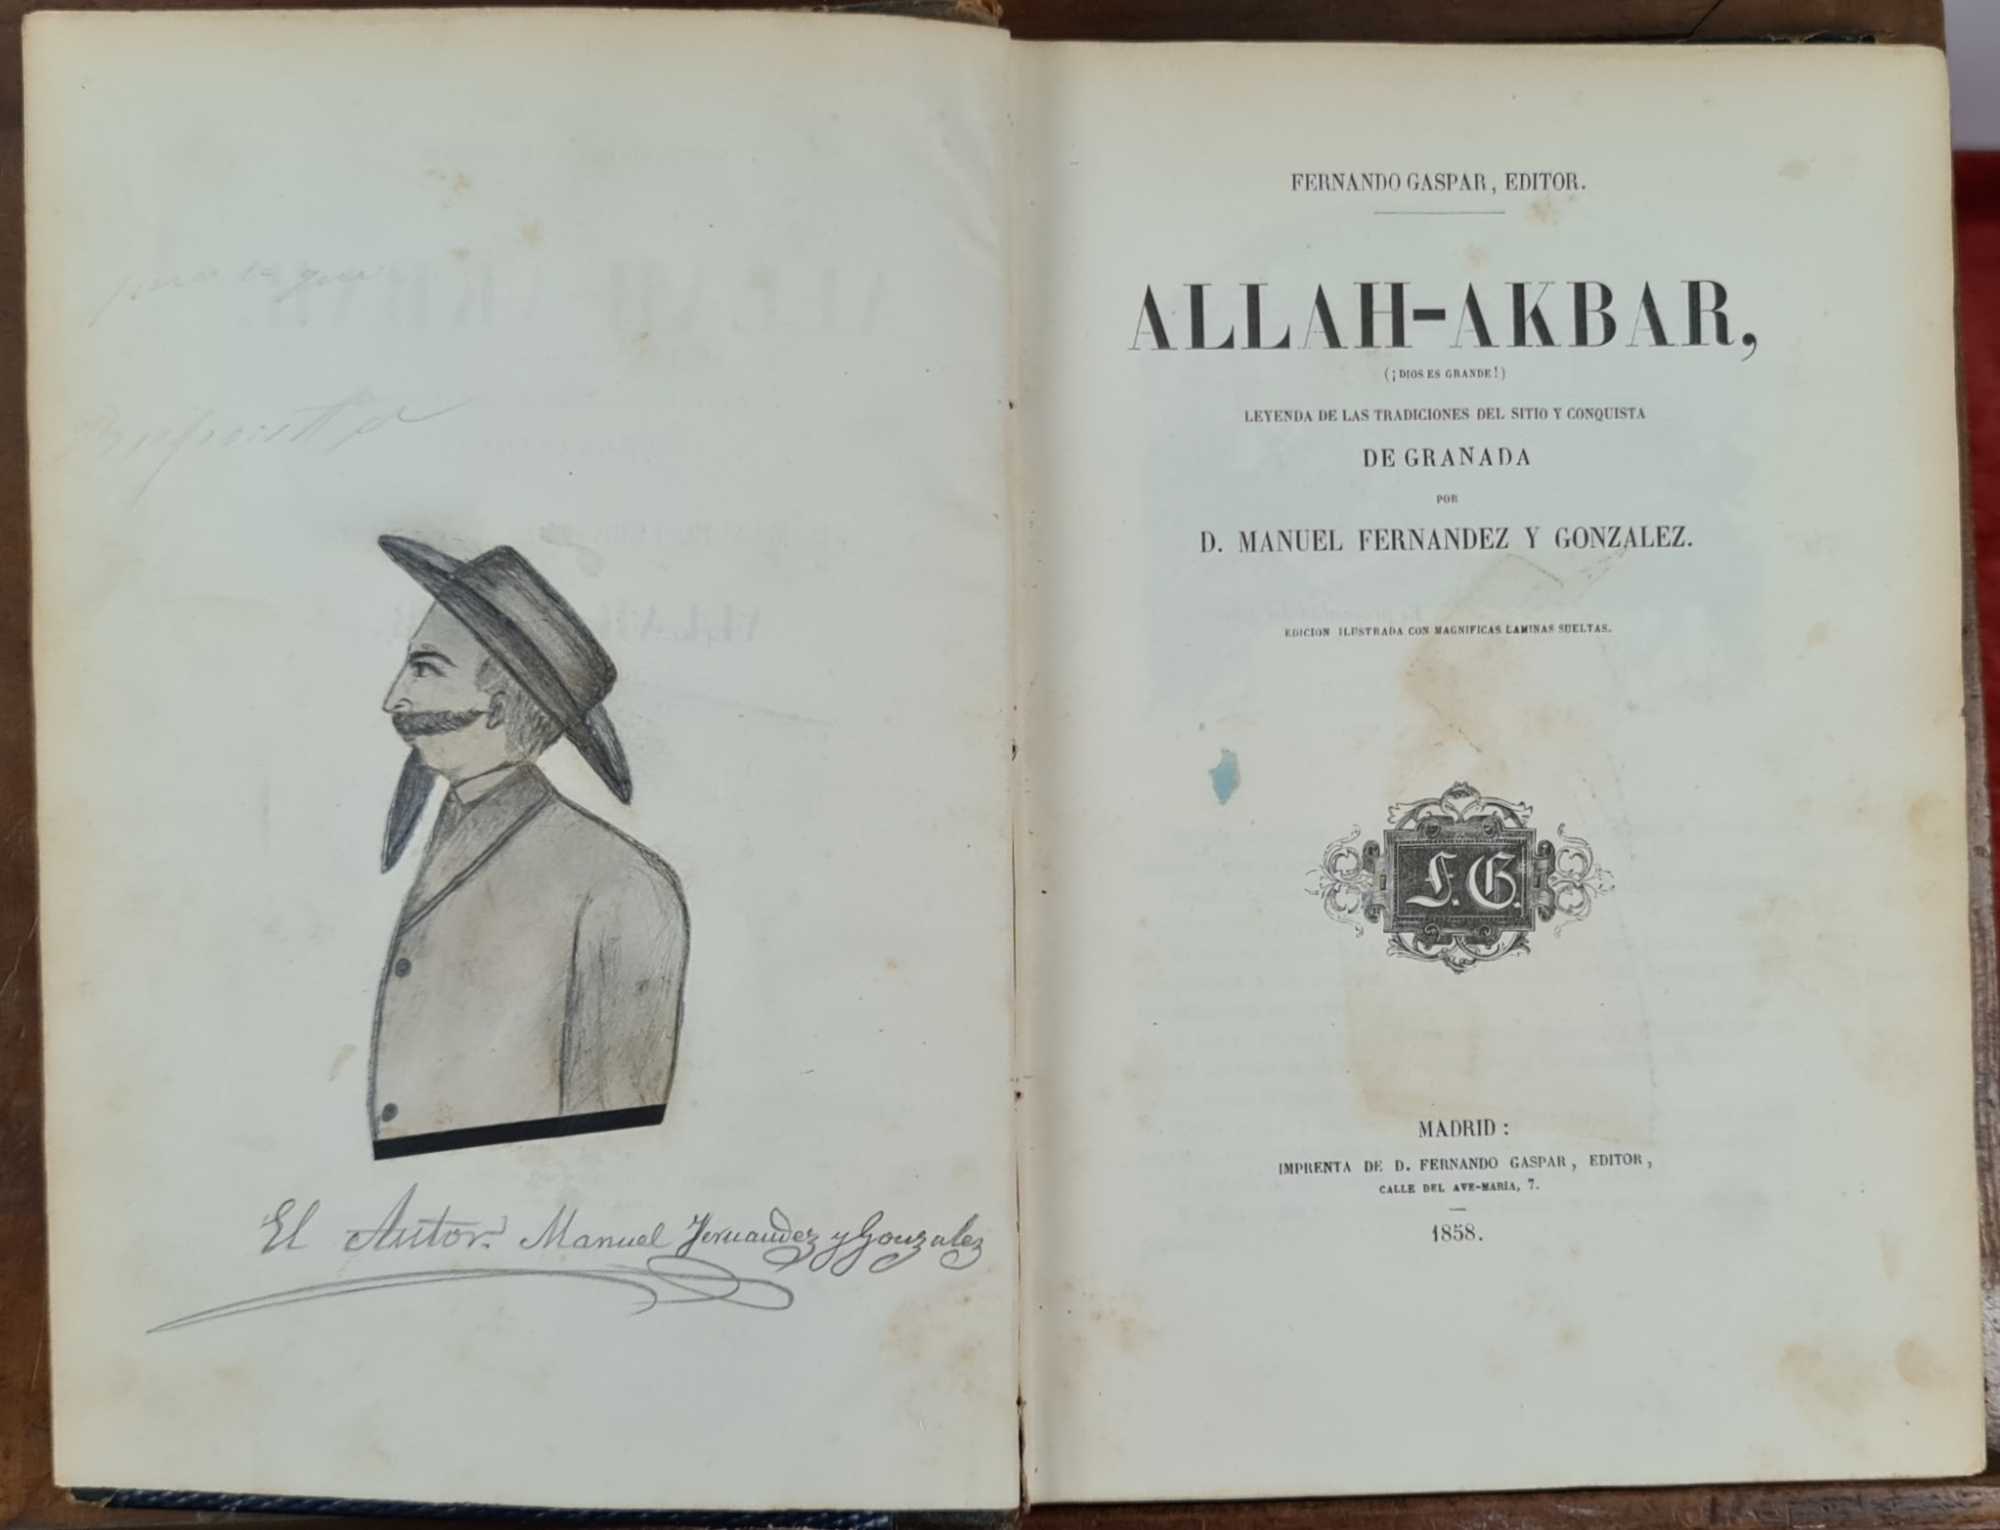 El Autor. Manuel Fernandez y Gonzalez
FERNANDO GASPAR, EDITOR.
ALLAH-AKBAR,
(¡DIOS ES GRANDE!)
LEYENDA DE LAS TRADICIONES DEL SITIO Y CONQUISTA
DE GRANADA
POR
D. MANUEL FERNANDEZ Y GONZALEZ.
EDICION ILUSTRADA CON MAGNIFICAS LAMINAS SUELTAS.
F. G.
MADRID:
IMPRENTA DE D. FERNANDO GASPAR, EDITOR,
CALLE DEL AVE-MARIA, 7.
1858.